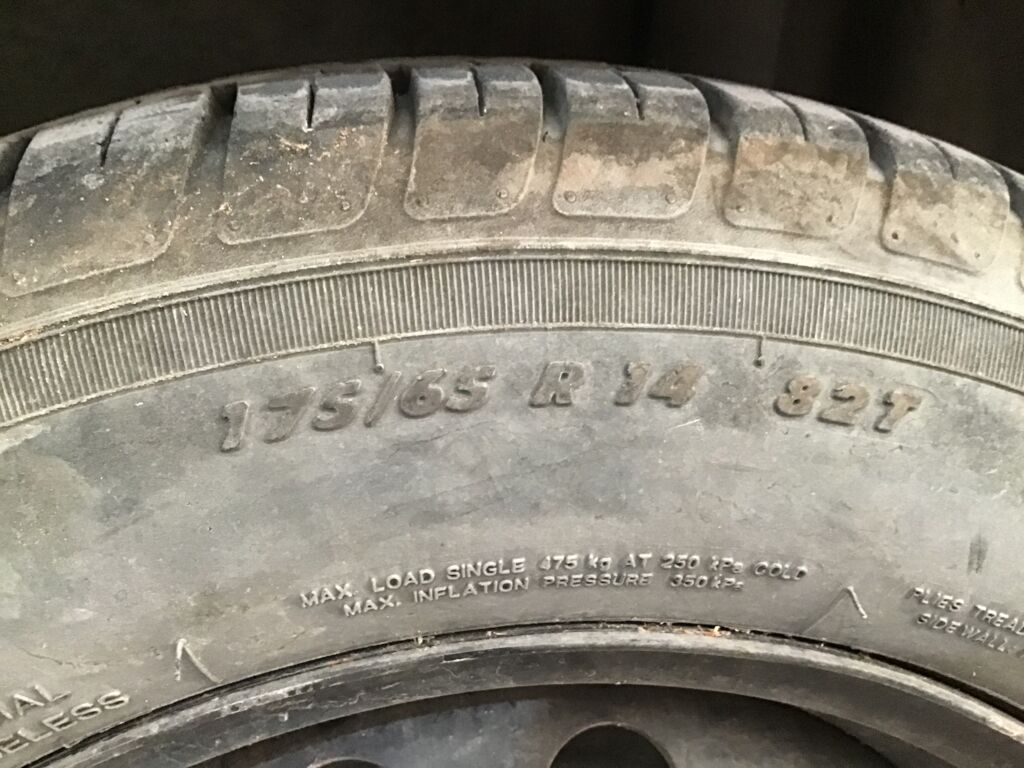 175/65 R 14 82T
MAX. LOAD SINGLE 475 kg AT 250 kPa COLD
MAX. INFLATION PRESSURE 350 kPa
PLIES TREAD
SIDEWALL